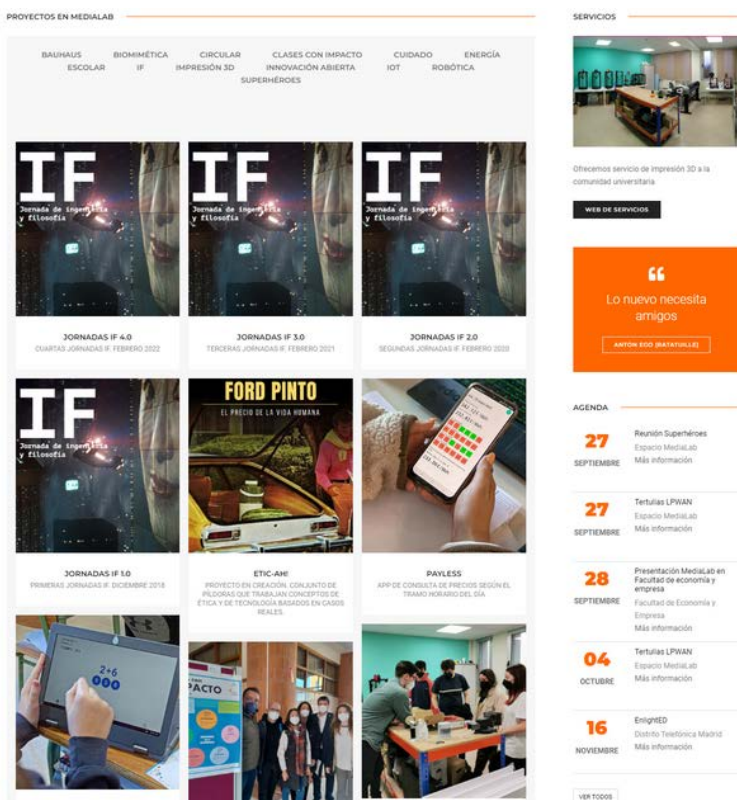 PROYECTOS EN MEDIALAB
BAUHAUS BIOMIMÉTICA CIRCULAR CLASES CON IMPACTO CUIDADO ENERGÍA
ESCOLAR IF IMPRESIÓN 3D INNOVACIÓN ABIERTA IOT ROBÓTICA
SUPERHÉROES
IF
Jornada de ingeniería
y filosofía
IF
Jornada de ingeniería
y filosofía
IF
Jornada de ingeniería
y filosofía
JORNADAS IF 4.0
CUARTAS JORNADAS IF. FEBRERO 2022
JORNADAS IF 3.0
TERCERAS JORNADAS IF. FEBRERO 2021
JORNADAS IF 2.0
SEGUNDAS JORNADAS IF. FEBRERO 2020
IF
Jornada de ingeniería
y filosofía
FORD PINTO
EL PRECIO DE LA VIDA HUMANA
JORNADAS IF 1.0
PRIMERAS JORNADAS IF. DICIEMBRE 2018
ETIC-AH!
PROYECTO EN CREACIÓN. CONJUNTO DE
PÍLDORAS QUE TRABAJAN CONCEPTOS DE
ÉTICA Y DE TECNOLOGÍA BASADOS EN CASOS
REALES.
PAYLESS
APP DE CONSULTA DE PRECIOS SEGÚN EL
TRAMO HORARIO DEL DÍA
2+6
PACTO
SERVICIOS
Ofrecemos servicio de impresión 3D a la
comunidad universitaria
WEB DE SERVICIOS
Lo nuevo necesita
amigos
ANTÓN EGO (RATATUILLE)
AGENDA
27
SEPTIEMBRE
Reunión Superhéroes
Espacio MediaLab
Más información
27
SEPTIEMBRE
Tertulias LPWAN
Espacio MediaLab
Más información
28
SEPTIEMBRE
Presentación MediaLab en
Facultad de economía y
empresa
Facultad de Economía y
Empresa
Más información
04
OCTUBRE
Tertulias LPWAN
Espacio MediaLab
Más información
16
NOVIEMBRE
EnlightED
Distrito Telefónica Madrid
Más información
VER TODOS